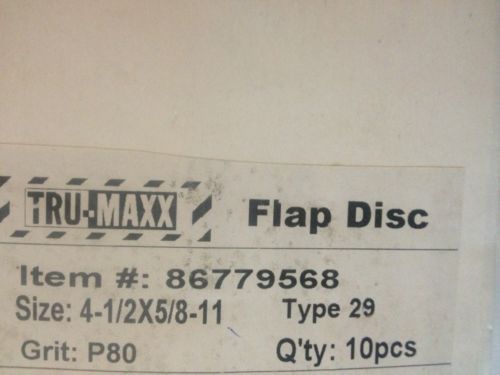 TRU-MAXX Flap Disc
Item #: 86779568
Size: 4-1/2X5/8-11 Type 29
Grit: P80 Q'ty: 10pcs